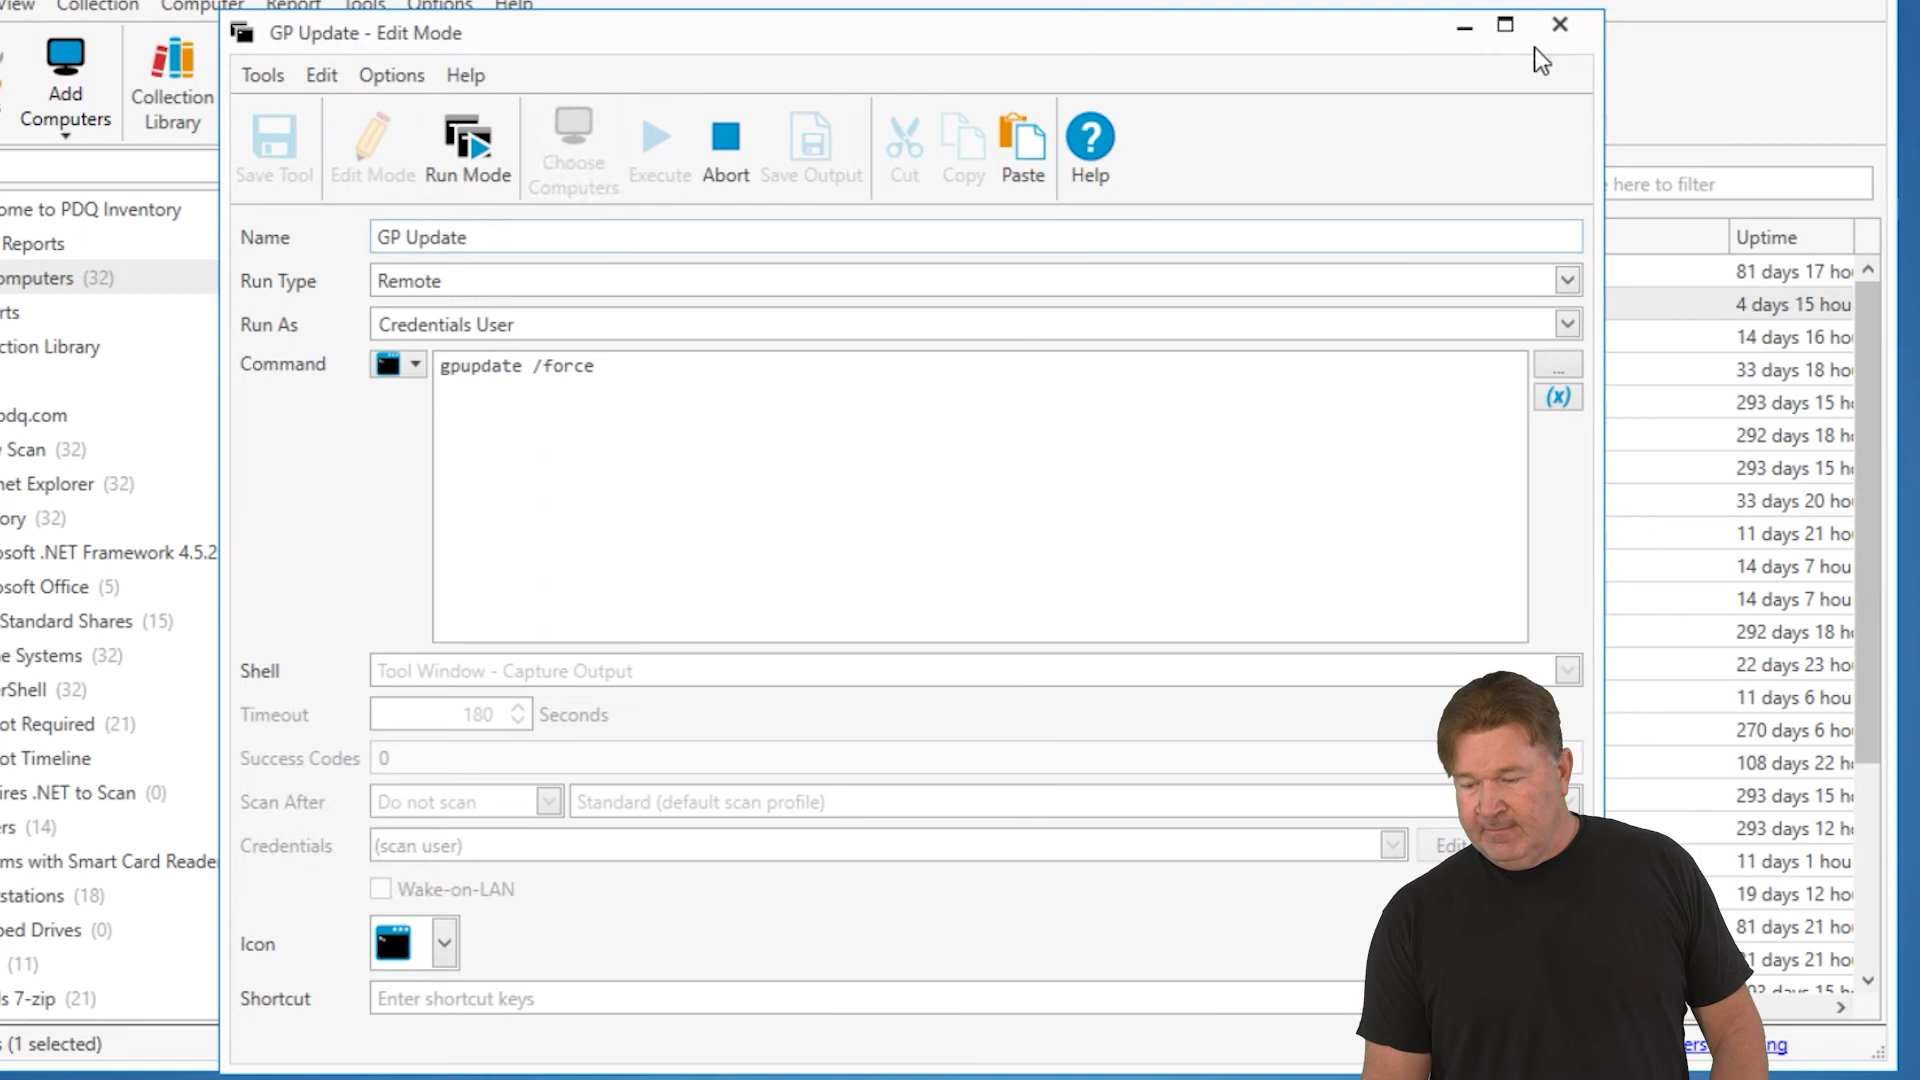 View Collection Computer Report Tools Options Help
GP Update - Edit Mode
Tools Edit Options Help
Add Computers
Collection Library
Save Tool
Edit Mode
Run Mode
Choose Computers
Execute
Abort
Save Output
Cut
Copy
Paste
Help
here to filter
ome to PDQ Inventory
Reports
omputers (32)
rts
ction Library
pdq.com
y Scan (32)
net Explorer (32)
ory (32)
osoft .NET Framework 4.5.2
osoft Office (5)
Standard Shares (15)
ne Systems (32)
rShell (32)
ot Required (21)
ot Timeline
ires .NET to Scan (0)
ers (14)
ms with Smart Card Reade
stations (18)
ped Drives (0)
(11)
ls 7-zip (21)
s (1 selected)
Name GP Update
Run Type Remote
Run As Credentials User
Command gpupdate /force
...
(x)
Shell Tool Window - Capture Output
Timeout 180 Seconds
Success Codes 0
Scan After Do not scan Standard (default scan profile)
Credentials (scan user) Edit
Wake-on-LAN
Icon
Shortcut Enter shortcut keys
Uptime
81 days 17 ho
4 days 15 hou
14 days 16 ho
33 days 18 ho
293 days 15 h
292 days 18 h
293 days 15 h
33 days 20 ho
11 days 21 ho
14 days 7 hou
14 days 7 hou
292 days 18 h
22 days 23 ho
11 days 6 hou
270 days 6 ho
108 days 22 h
293 days 15 h
293 days 12 h
11 days 1 hou
19 days 12 ho
81 days 21 ho
1 days 21 ho
93 days 15 h
ers
ng